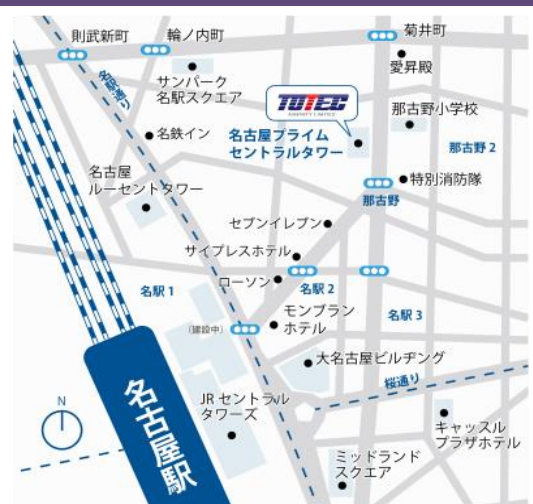 則武新町
輪ノ内町
菊井町
愛昇殿
サンパーク
名駅スクエア
名駅通り
TOTEC
AMENITY LIMITED
那古野小学校
名鉄イン
名古屋プライム
セントラルタワー
那古野 2
名古屋
ルーセントタワー
特別消防隊
那古野
セブンイレブン
サイプレスホテル
ローソン
名駅 1
名駅 2
名駅 3
(建設中)
モンブラン
ホテル
大名古屋ビルヂング
桜通り
N
名古屋駅
JR セントラル
タワーズ
キャッスル
プラザホテル
ミッドランド
スクエア